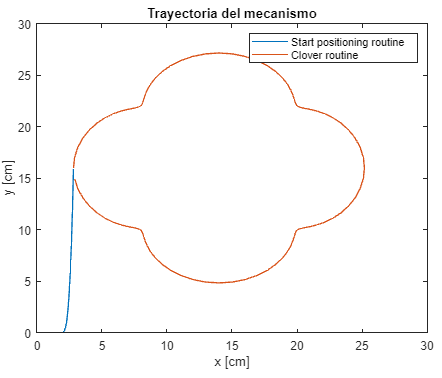 Trayectoria del mecanismo
Start positioning routine
Clover routine
y [cm]
30
25
20
15
10
5
0
0 5 10 15 20 25 30
x [cm]